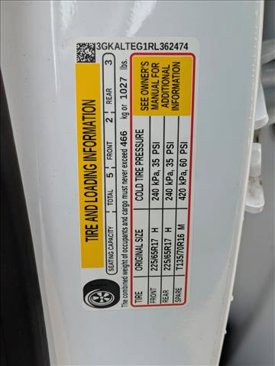 3GKALTEG1RL362474
TIRE AND LOADING INFORMATION
SEATING CAPACITY TOTAL 5 FRONT 2 REAR 3
The combined weight of occupants and cargo must never exceed 466 kg or 1027 lbs.
TIRE ORIGINAL SIZE COLD TIRE PRESSURE
FRONT 225/65R17 H 240 kPa, 35 PSI
REAR 225/65R17 H 240 kPa, 35 PSI
SPARE T135/70R16 M 420 kPa, 60 PSI
SEE OWNER'S
MANUAL FOR
ADDITIONAL
INFORMATION